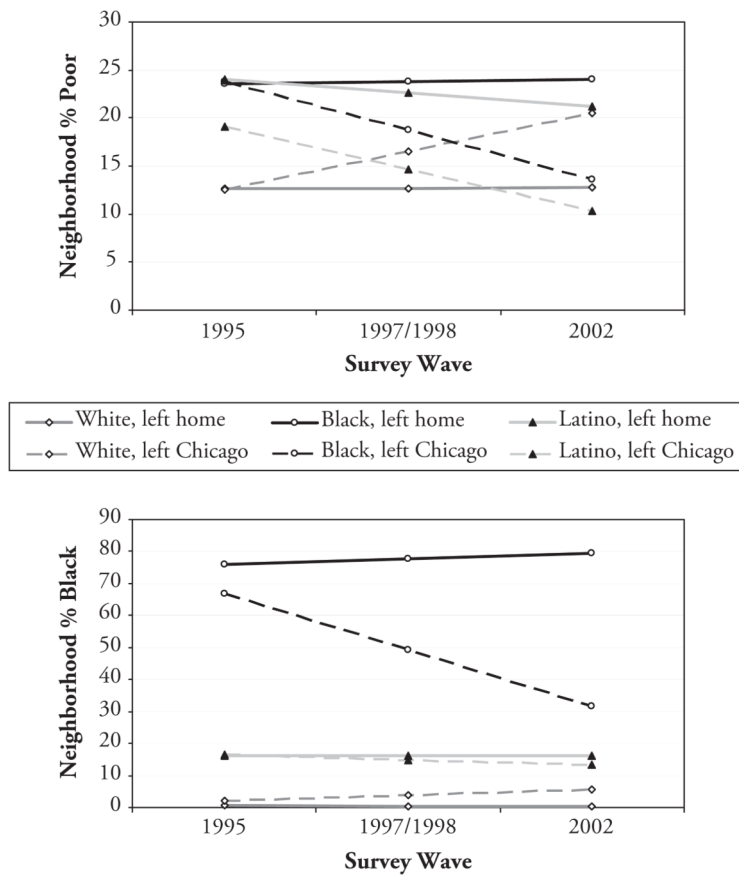 30
25
20
15
10
5
0
Neighborhood % Poor
1995 1997/1998 2002
Survey Wave
White, left home Black, left home Latino, left home
White, left Chicago Black, left Chicago Latino, left Chicago
90
80
70
60
50
40
30
20
10
0
Neighborhood % Black
1995 1997/1998 2002
Survey Wave